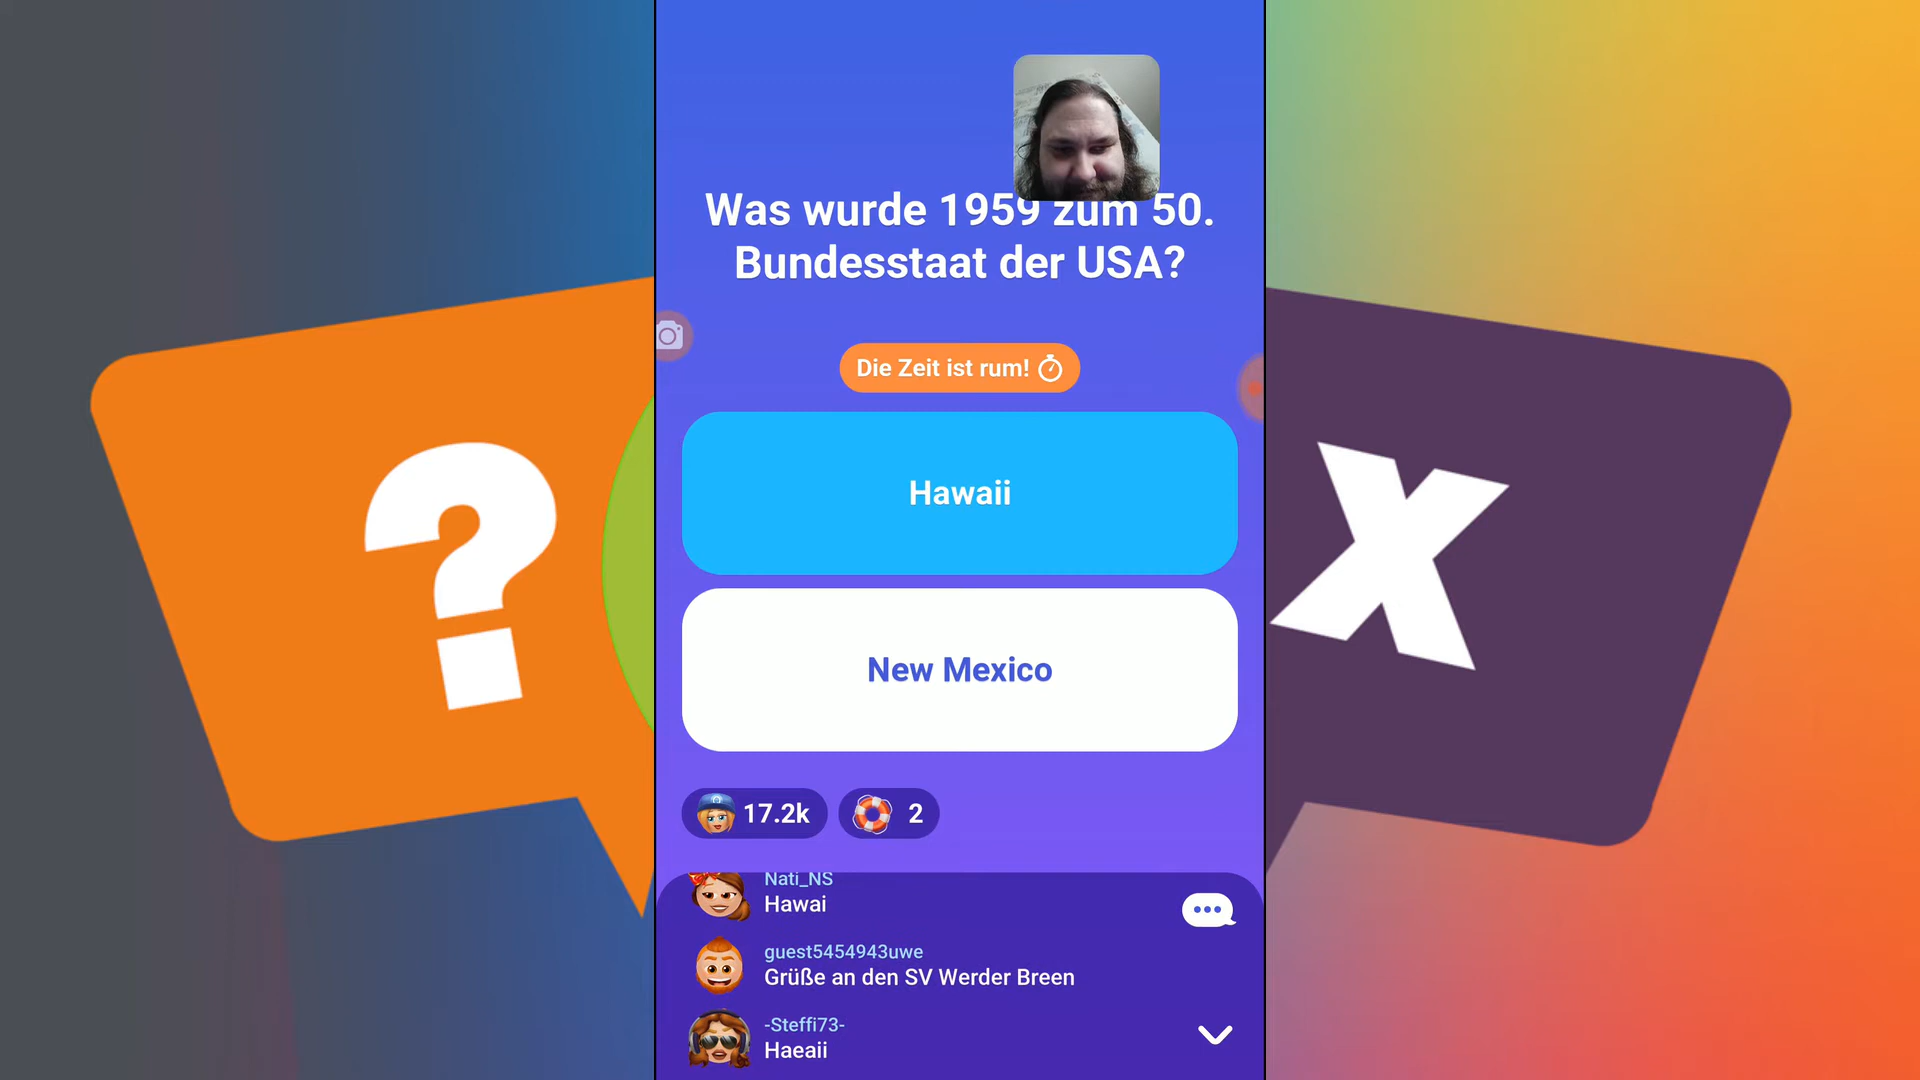 Was wurde 1959 zum 50.
Bundesstaat der USA?
Die Zeit ist rum!
Hawaii
New Mexico
17.2k
2
Nati_NS
Hawai
guest5454943uwe
Grüße an den SV Werder Breen
-Steffi73-
Haeaii
?
X